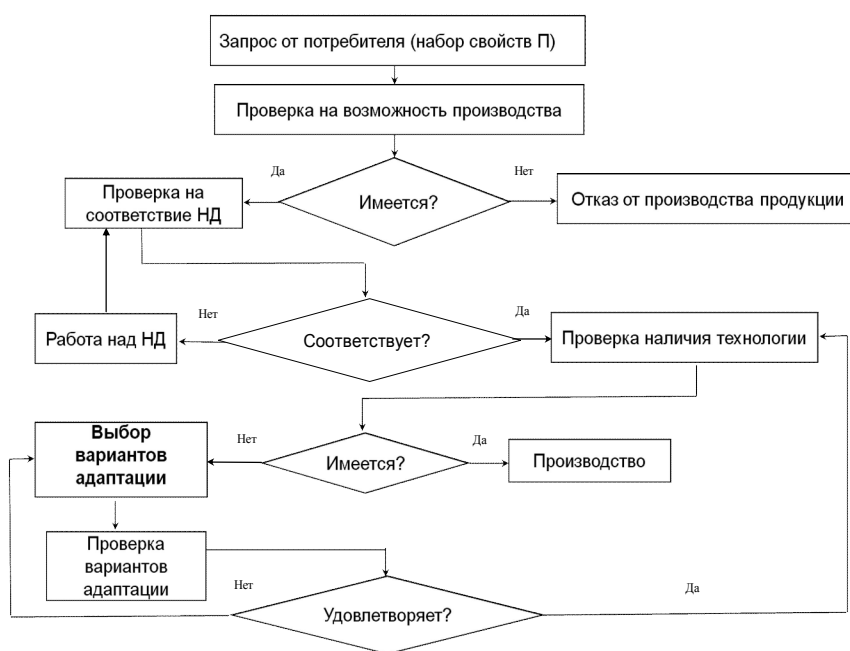 Запрос от потребителя (набор свойств П)
Проверка на возможность производства
Да
Нет
Проверка на
соответствие НД
Имеется?
Отказ от производства продукции
Нет
Да
Работа над НД
Соответствует?
Проверка наличия технологии
Выбор
вариантов
адаптации
Нет
Да
Имеется?
Производство
Проверка
вариантов
адаптации
Нет
Да
Удовлетворяет?